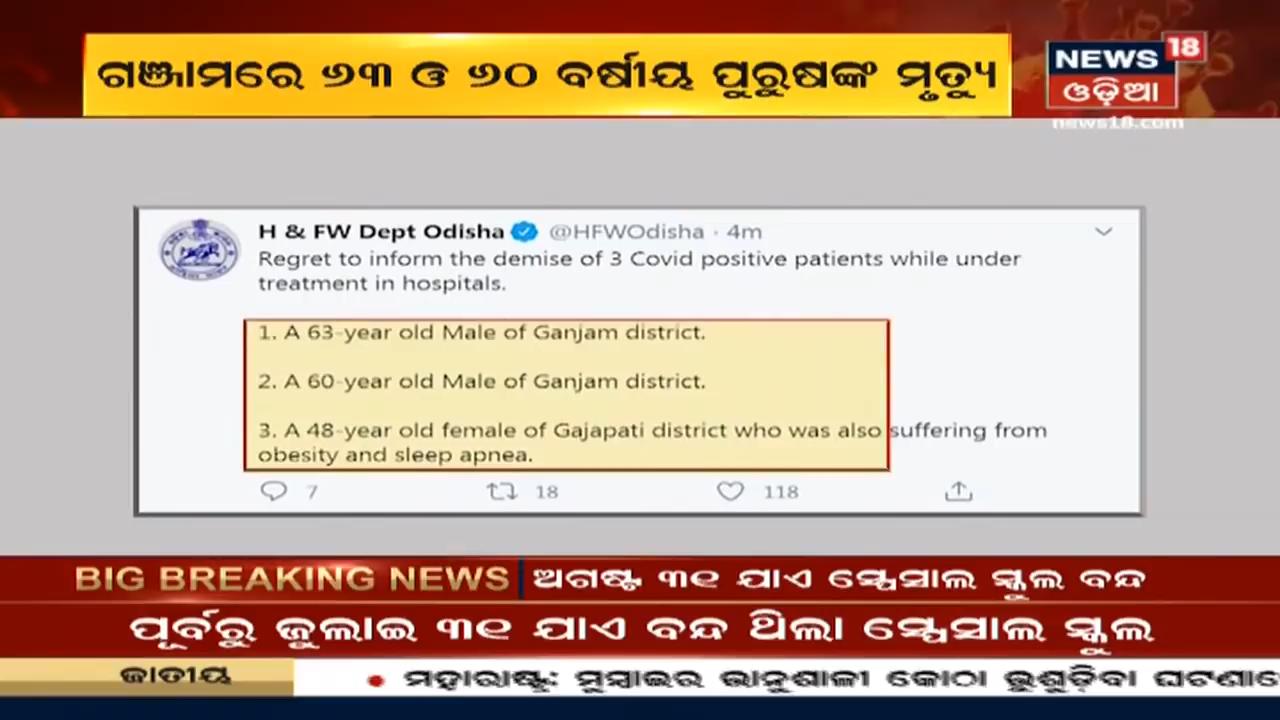 ଗଞ୍ଜାମରେ ୬୩ ଓ ୬୦ ବର୍ଷୀୟ ପୁରୁଷଙ୍କ ମୃତ୍ୟୁ
NEWS 18
ଓଡ଼ିଆ
news18.com
H & FW Dept Odisha @HFWOdisha · 4m
Regret to inform the demise of 3 Covid positive patients while under
treatment in hospitals.
1. A 63-year old Male of Ganjam district.
2. A 60-year old Male of Ganjam district.
3. A 48-year old female of Gajapati district who was also suffering from
obesity and sleep apnea.
7 18 118
BIG BREAKING NEWS ଅଗଷ୍ଟ ୩୧ ଯାଏ ସ୍ପେସାଲ ସ୍କୁଲ ବନ୍ଦ
ପୂର୍ବରୁ ଜୁଲାଇ ୩୧ ଯାଏ ବନ୍ଦ ଥିଲା ସ୍ପେସାଲ ସ୍କୁଲ
ଜାତୀୟ • ମହାରାଷ୍ଟ୍ର: ମୁମ୍ବାଇର ଭାନୁଶାଳୀ କୋଠା ଭୁଶୁଡ଼ିବା ଘଟଣାରେ